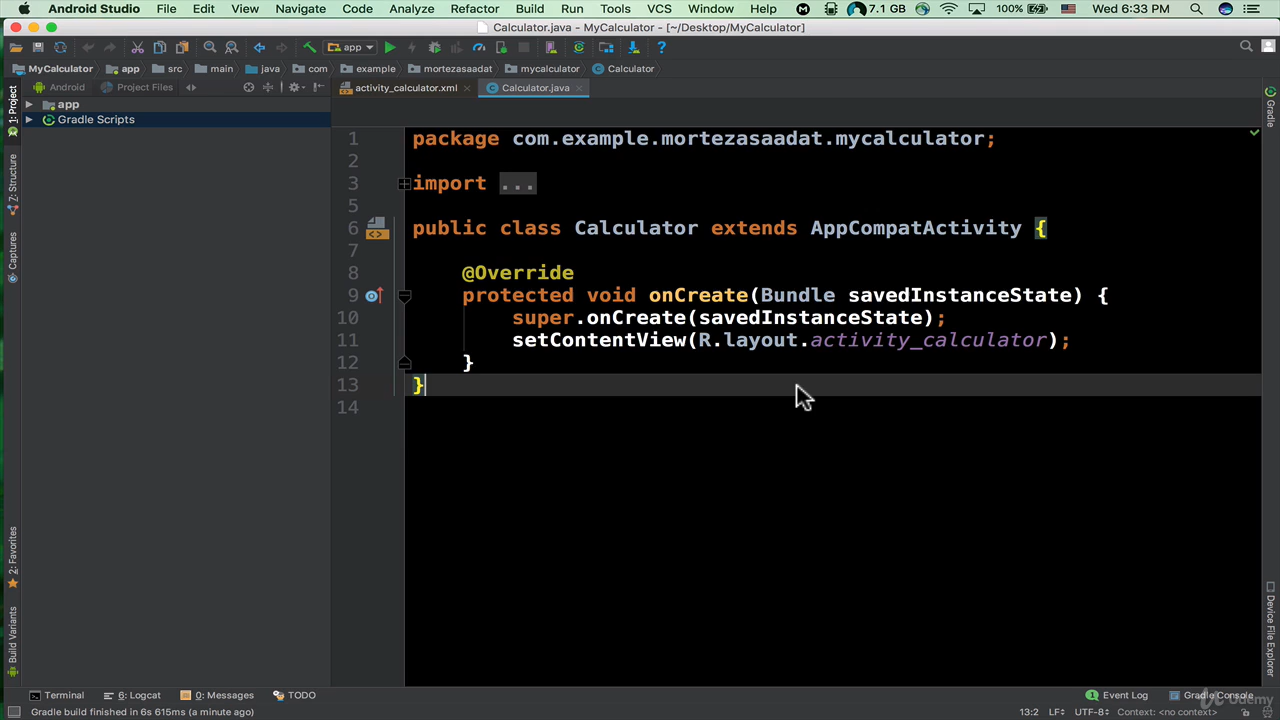 Android Studio File Edit View Navigate Code Analyze Refactor Build Run Tools VCS Window Help 7.1 GB 100% Wed 6:33 PM
Calculator.java - MyCalculator - [~/Desktop/MyCalculator]
app
MyCalculator app src main java com example mortezasaadat mycalculator Calculator
Android Project Files activity_calculator.xml Calculator.java
1: Project
7: Structure
Captures
2: Favorites
Build Variants
app
Gradle Scripts
1 package com.example.mortezasaadat.mycalculator;
2
3 import ...
5
6 public class Calculator extends AppCompatActivity {
7
8 @Override
9 protected void onCreate(Bundle savedInstanceState) {
10 super.onCreate(savedInstanceState);
11 setContentView(R.layout.activity_calculator);
12 }
13 }
14
Gradle
Device File Explorer
Terminal 6: Logcat 0: Messages TODO Event Log Gradle Console
Gradle build finished in 6s 615ms (a minute ago) 13:2 LF÷ UTF-8÷ Context: <no context>
Udemy